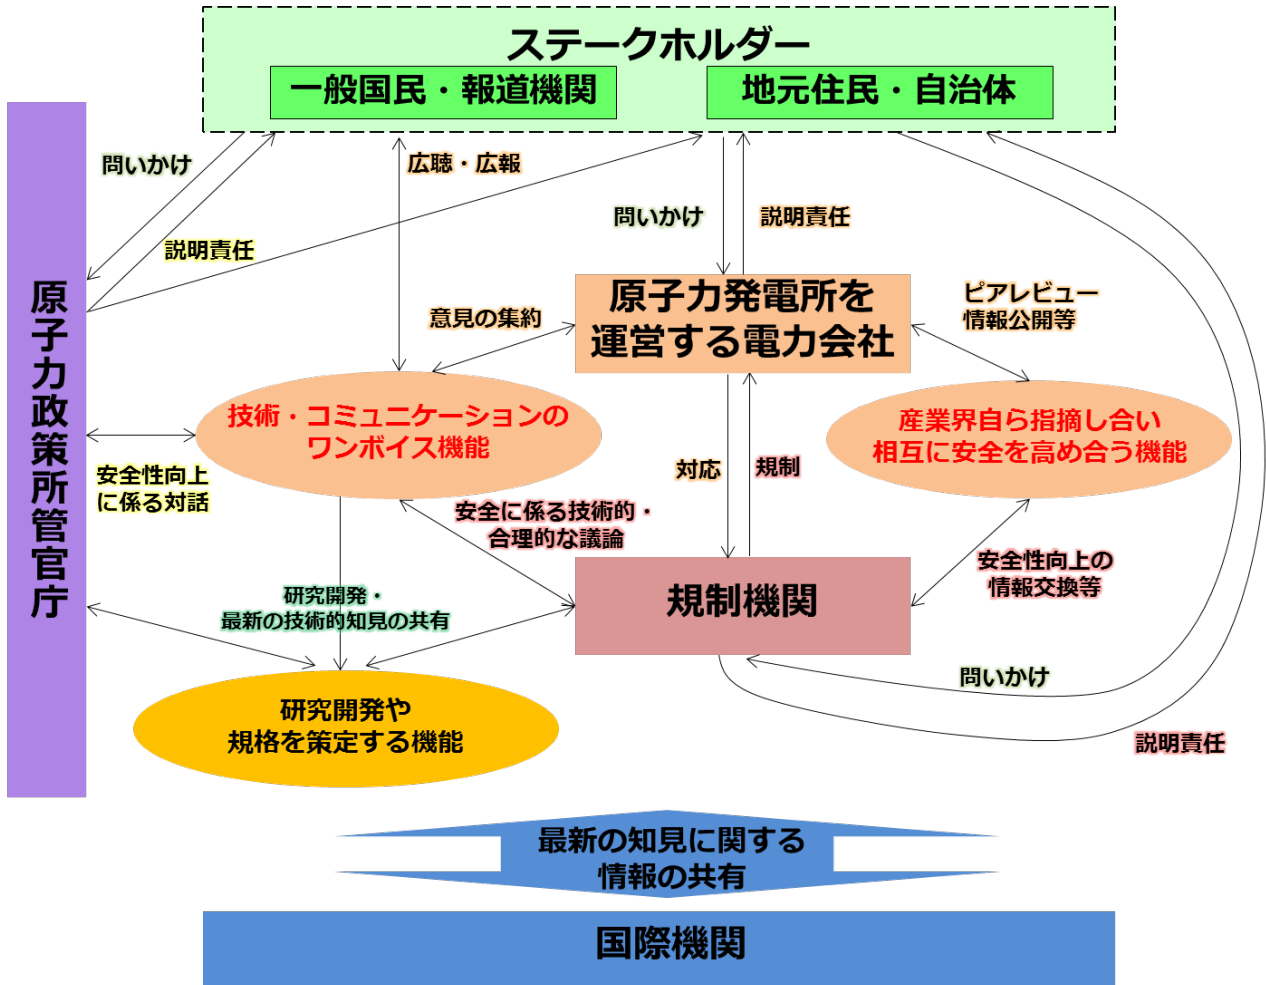 ステークホルダー
一般国民・報道機関
地元住民・自治体
問いかけ
広聴・広報
説明責任
問いかけ
説明責任
原子力政策所管官庁
原子力発電所を
運営する電力会社
ピアレビュー
情報公開等
意見の集約
技術・コミュニケーションの
ワンボイス機能
産業界自ら指摘し合い
相互に安全を高め合う機能
安全性向上
に係る対話
対応
規制
安全に係る技術的・
合理的な議論
安全性向上の
情報交換等
研究開発・
最新の技術的知見の共有
規制機関
問いかけ
説明責任
研究開発や
規格を策定する機能
最新の知見に関する
情報の共有
国際機関